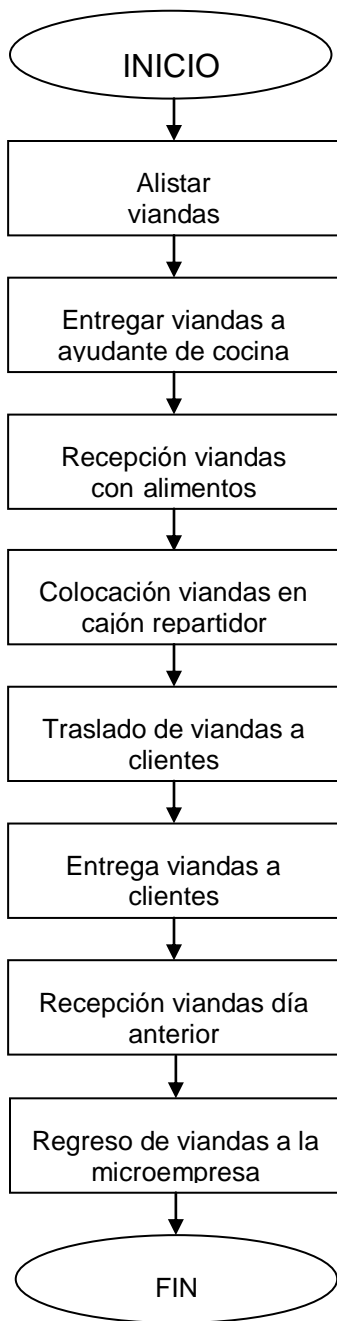 INICIO
Alistar
viandas
Entregar viandas a
ayudante de cocina
Recepción viandas
con alimentos
Colocación viandas en
cajón repartidor
Traslado de viandas a
clientes
Entrega viandas a
clientes
Recepción viandas día
anterior
Regreso de viandas a la
microempresa
FIN